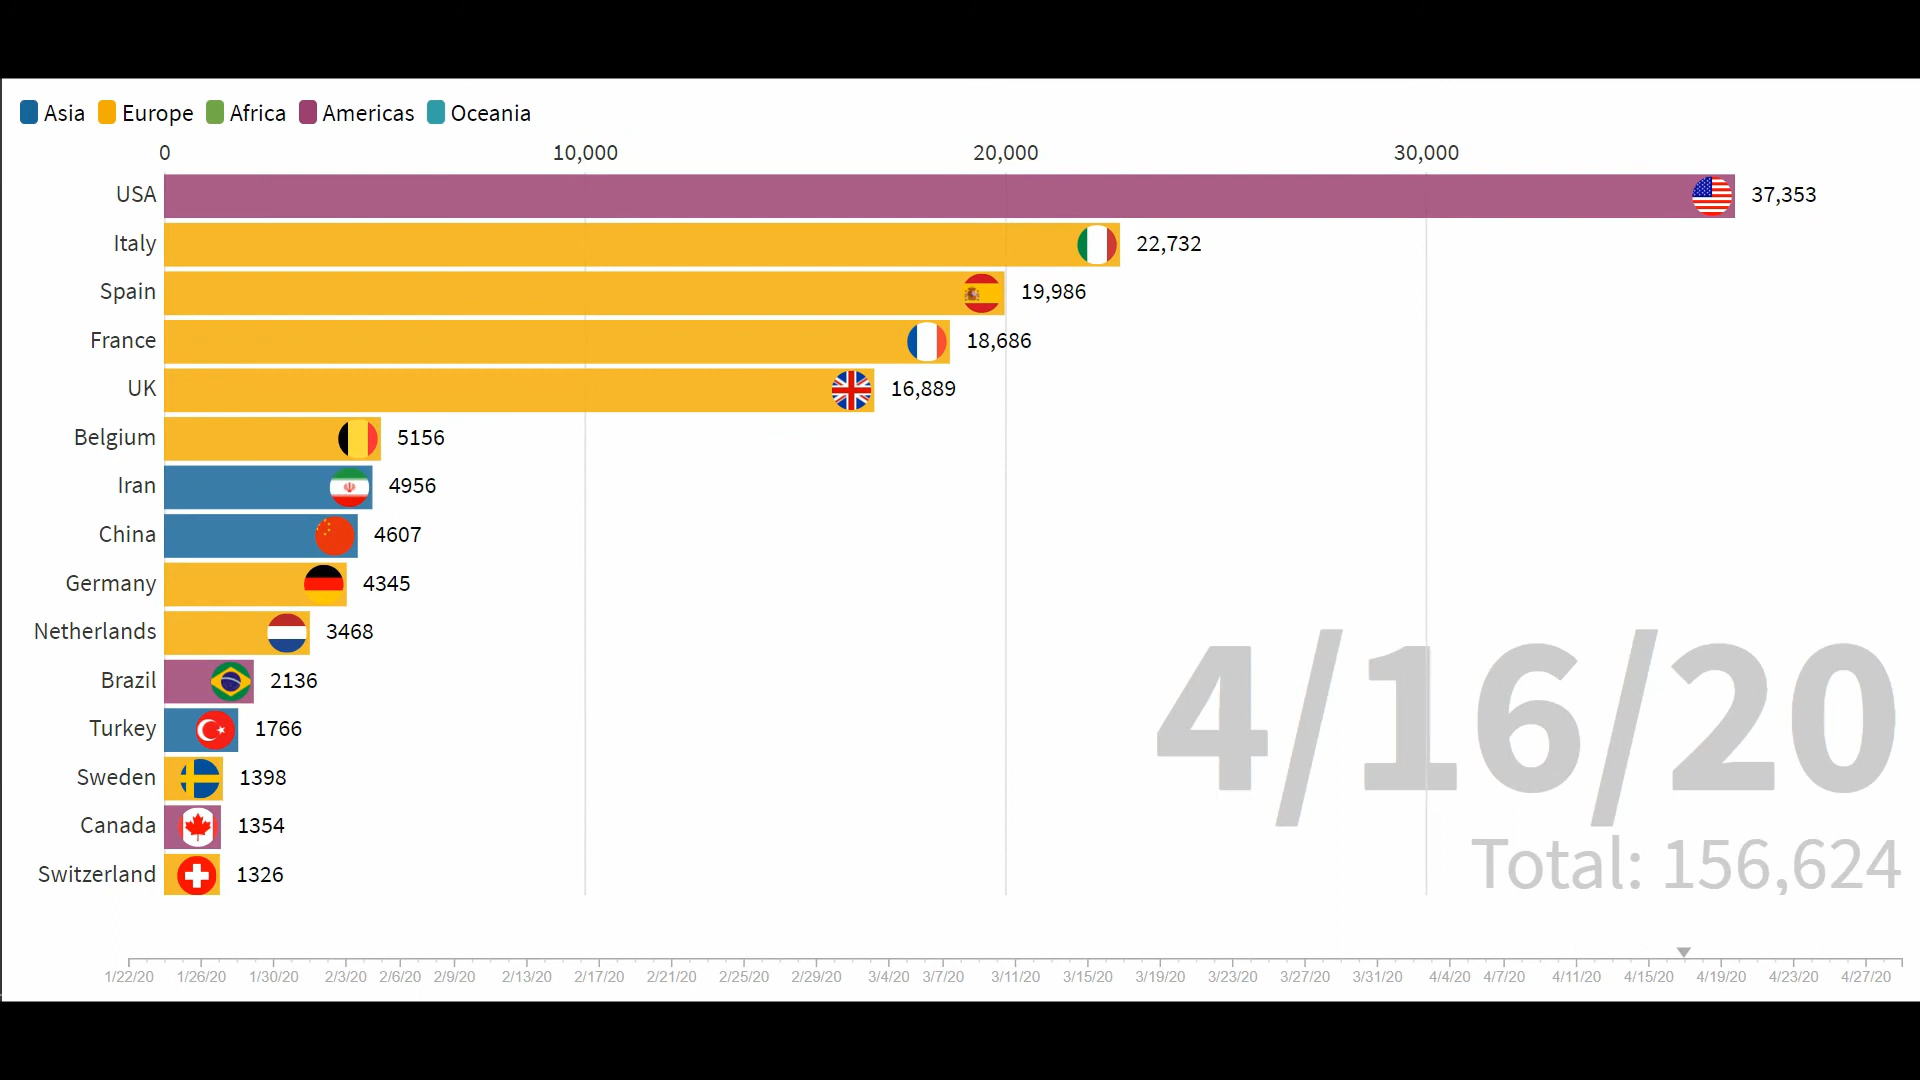 Asia Europe Africa Americas Oceania
0 10,000 20,000 30,000
USA 37,353
Italy 22,732
Spain 19,986
France 18,686
UK 16,889
Belgium 5156
Iran 4956
China 4607
Germany 4345
Netherlands 3468
Brazil 2136
Turkey 1766
Sweden 1398
Canada 1354
Switzerland 1326
4/16/20
Total: 156,624
1/22/20 1/26/20 1/30/20 2/3/20 2/6/20 2/9/20 2/13/20 2/17/20 2/21/20 2/25/20 2/29/20 3/4/20 3/7/20 3/11/20 3/15/20 3/19/20 3/23/20 3/27/20 3/31/20 4/4/20 4/7/20 4/11/20 4/15/20 4/19/20 4/23/20 4/27/20